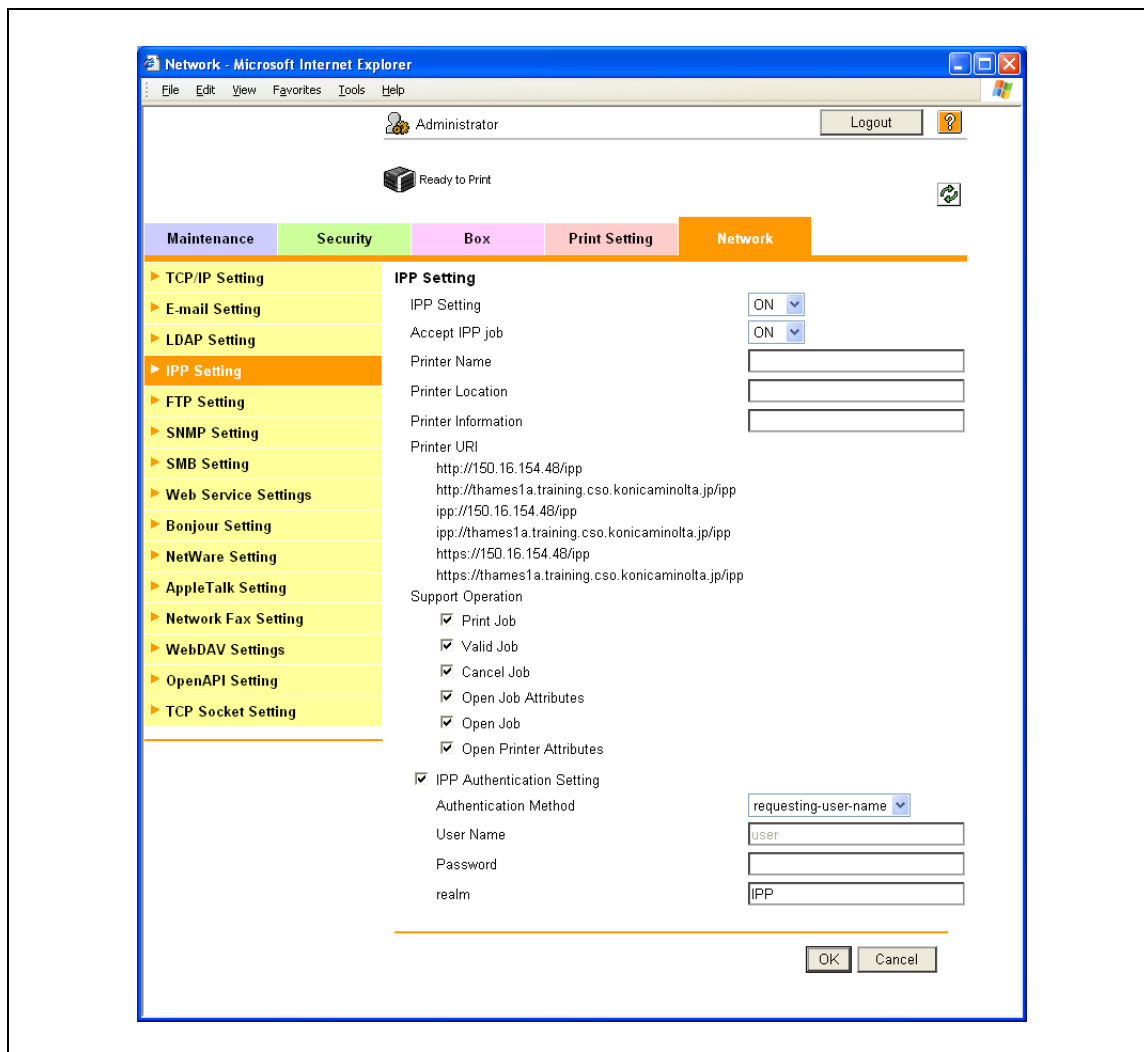 Network - Microsoft Internet Explorer
File Edit View Favorites Tools Help
Administrator
Logout
?
Ready to Print
Maintenance Security Box Print Setting Network
TCP/IP Setting
E-mail Setting
LDAP Setting
IPP Setting
FTP Setting
SNMP Setting
SMB Setting
Web Service Settings
Bonjour Setting
NetWare Setting
AppleTalk Setting
Network Fax Setting
WebDAV Settings
OpenAPI Setting
TCP Socket Setting
IPP Setting
IPP Setting ON
Accept IPP job ON
Printer Name
Printer Location
Printer Information
Printer URI
http://150.16.154.48/ipp
http://thames1a.training.cso.konicaminolta.jp/ipp
ipp://150.16.154.48/ipp
ipp://thames1a.training.cso.konicaminolta.jp/ipp
https://150.16.154.48/ipp
https://thames1a.training.cso.konicaminolta.jp/ipp
Support Operation
Print Job
Valid Job
Cancel Job
Open Job Attributes
Open Job
Open Printer Attributes
IPP Authentication Setting
Authentication Method requesting-user-name
User Name user
Password
realm IPP
OK Cancel